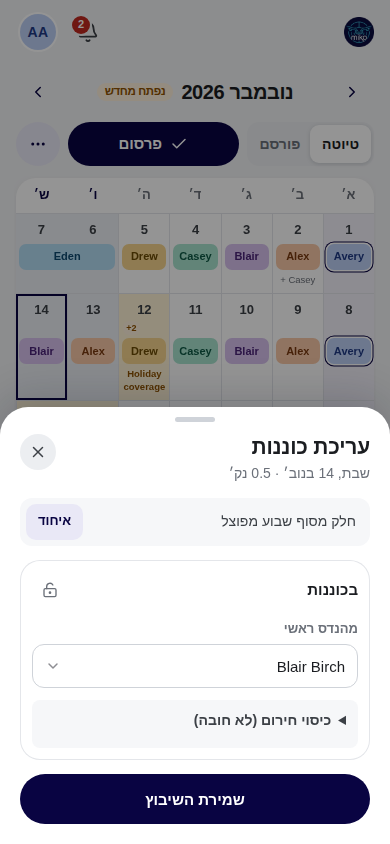 miko
2
AA
נובמבר 2026 נפתח מחדש
טיוטה פורסם פרסום
א׳ ב׳ ג׳ ד׳ ה׳ ו׳ ש׳
1 2 3 4 5 6 7
Avery Alex Blair Casey Drew Eden
+ Casey
8 9 10 11 12 13 14
+2
Avery Alex Blair Casey Drew Alex Blair
Holiday
coverage
עריכת כוננות
שבת, 14 בנוב׳ · 0.5 נק׳
חלק מסוף שבוע מפוצל איחוד
בכוננות
מהנדס ראשי
Blair Birch
כיסוי חירום (לא חובה)
שמירת השיבוץ